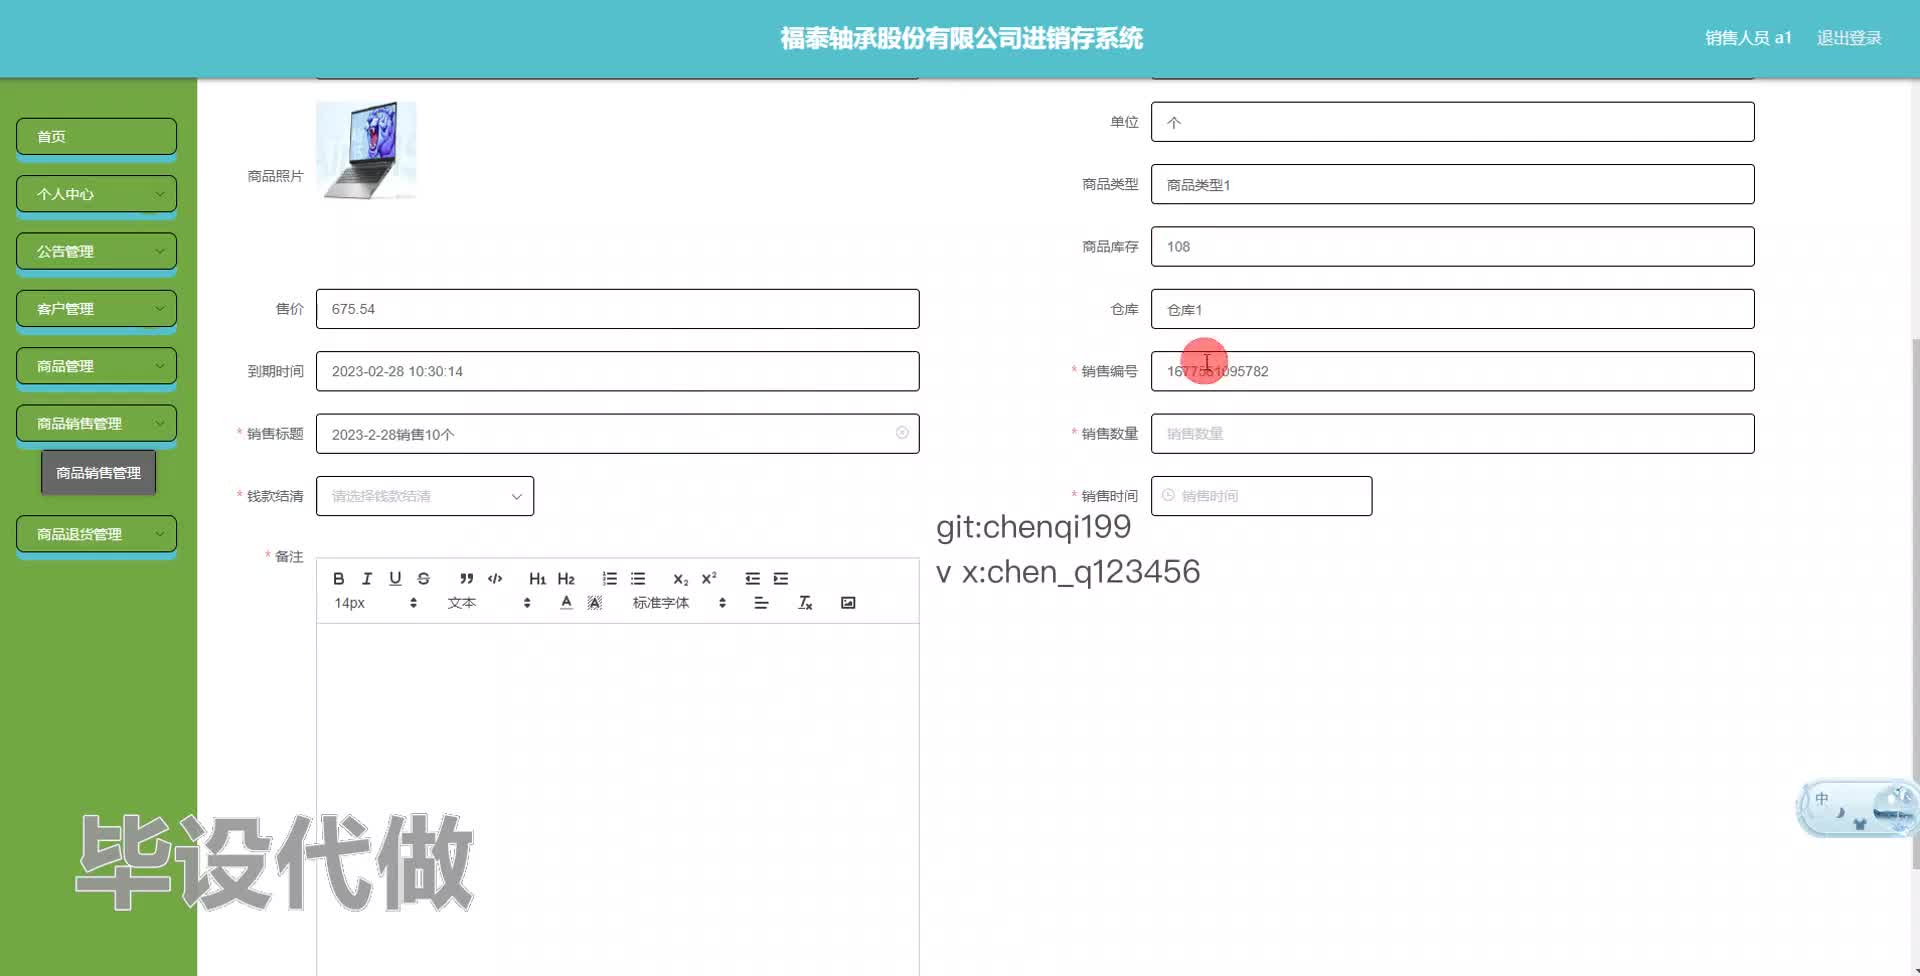 福泰轴承股份有限公司进销存系统
销售人员 a1
退出登录
首页
个人中心
公告管理
客户管理
商品管理
商品销售管理
商品销售管理
商品退货管理
商品照片
单位
个
商品类型
商品类型1
商品库存
108
售价
675.54
仓库
仓库1
到期时间
2023-02-28 10:30:14
* 销售编号
* 销售标题
2023-2-28销售10个
* 销售数量
销售数量
* 钱款结清
请选择钱款结清
* 销售时间
销售时间
git:chenqi199
v x:chen_q123456
* 备注
B I U S H1 H2 X2 X2
14px
文本
A A
标准字体
Tx
中
毕设代做